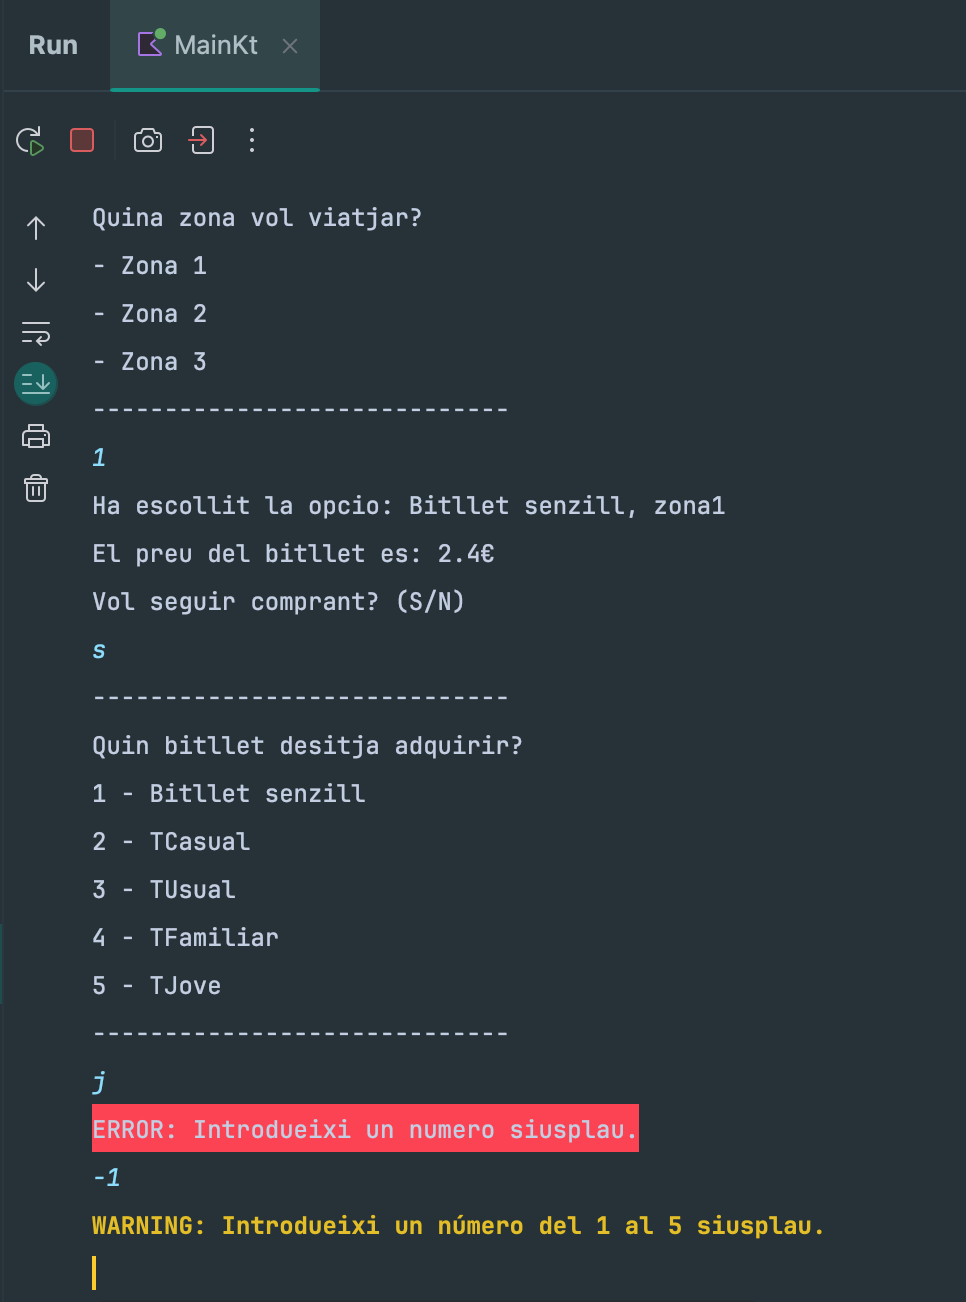 Run MainKt
Quina zona vol viatjar?
- Zona 1
- Zona 2
- Zona 3
-----------------------------
1
Ha escollit la opcio: Bitllet senzill, zona1
El preu del bitllet es: 2.4€
Vol seguir comprant? (S/N)
s
-----------------------------
Quin bitllet desitja adquirir?
1 - Bitllet senzill
2 - TCasual
3 - TUsual
4 - TFamiliar
5 - TJove
-----------------------------
j
ERROR: Introdueixi un numero siusplau.
-1
WARNING: Introdueixi un número del 1 al 5 siusplau.